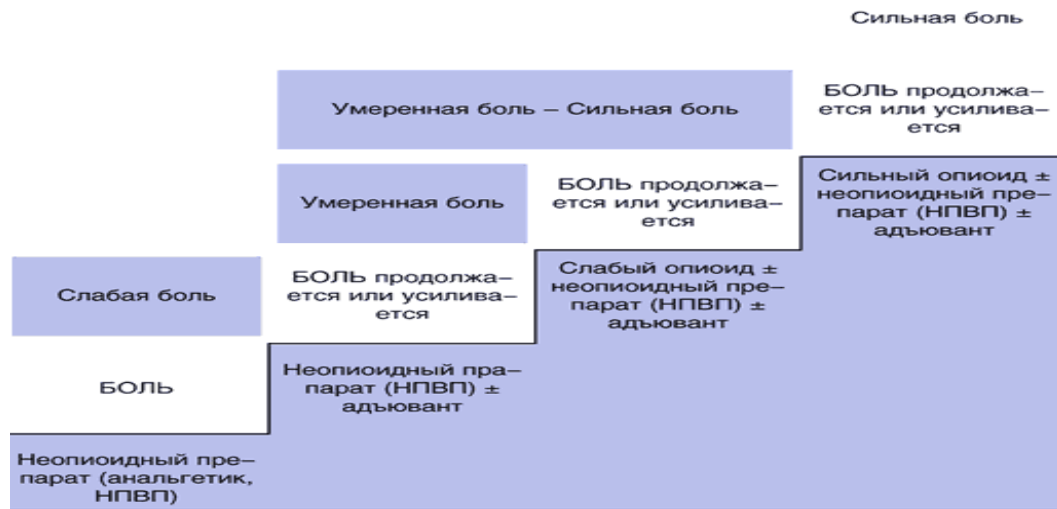 Сильная боль
Умеренная боль – Сильная боль
БОЛЬ продолжа–
ется или усилива–
ется
Умеренная боль
БОЛЬ продолжа–
ется или усилива–
ется
Сильный опиоид ±
неопиоидный пре–
парат (НПВП) ±
адъювант
Слабая боль
БОЛЬ продолжа–
ется или усилива–
ется
Слабый опиоид ±
неопиоидный пре–
парат (НПВП) ±
адъювант
БОЛЬ
Неопиоидный пра–
парат (НПВП) ±
адъювант
Неопиоидный пре–
парат (анальгетик,
НПВП)